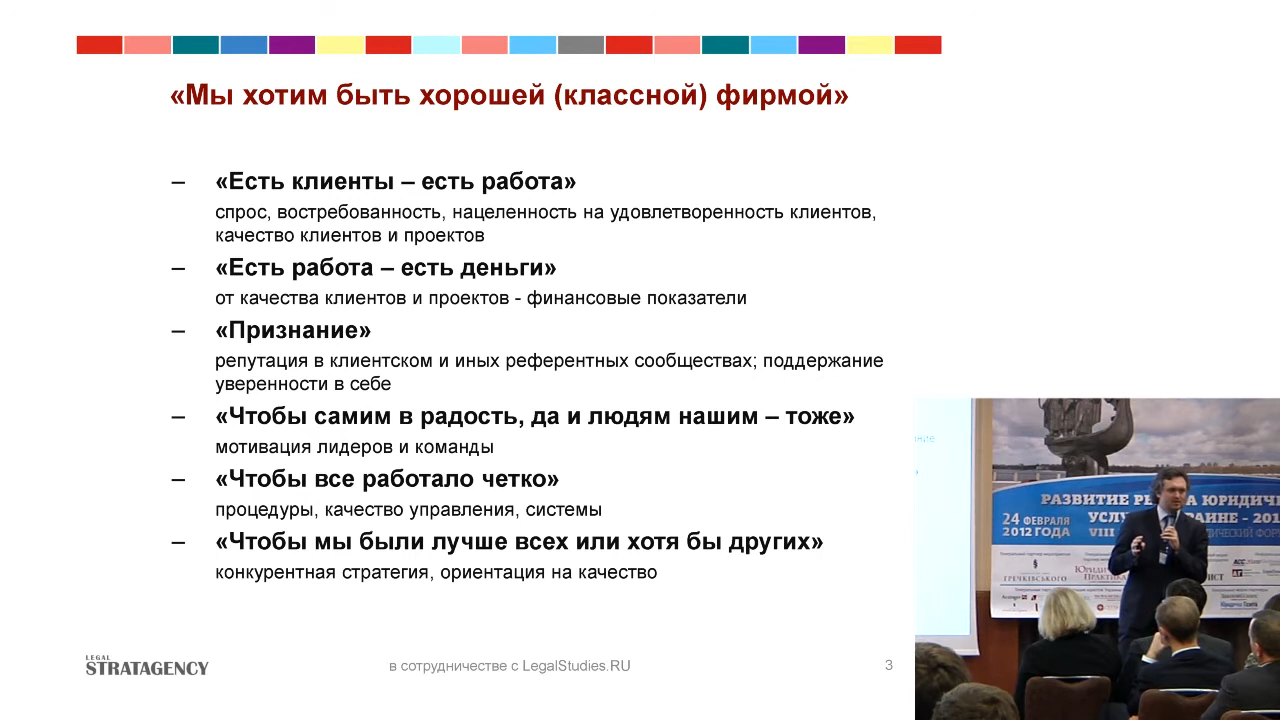 «Мы хотим быть хорошей (классной) фирмой»
– «Есть клиенты – есть работа»
спрос, востребованность, нацеленность на удовлетворенность клиентов,
качество клиентов и проектов
– «Есть работа – есть деньги»
от качества клиентов и проектов - финансовые показатели
– «Признание»
репутация в клиентском и иных референтных сообществах; поддержание
уверенности в себе
– «Чтобы самим в радость, да и людям нашим – тоже»
мотивация лидеров и команды
– «Чтобы все работало четко»
процедуры, качество управления, системы
– «Чтобы мы были лучше всех или хотя бы других»
конкурентная стратегия, ориентация на качество
РАЗВИТИЕ ЮРИДИЧЕ
24 ФЕВРАЛЯ
2012 ГОДА
VIII
ГРЕЧКІВСЬКОГО
LEGAL
STRATAGENCY
в сотрудничестве с LegalStudies.RU
3